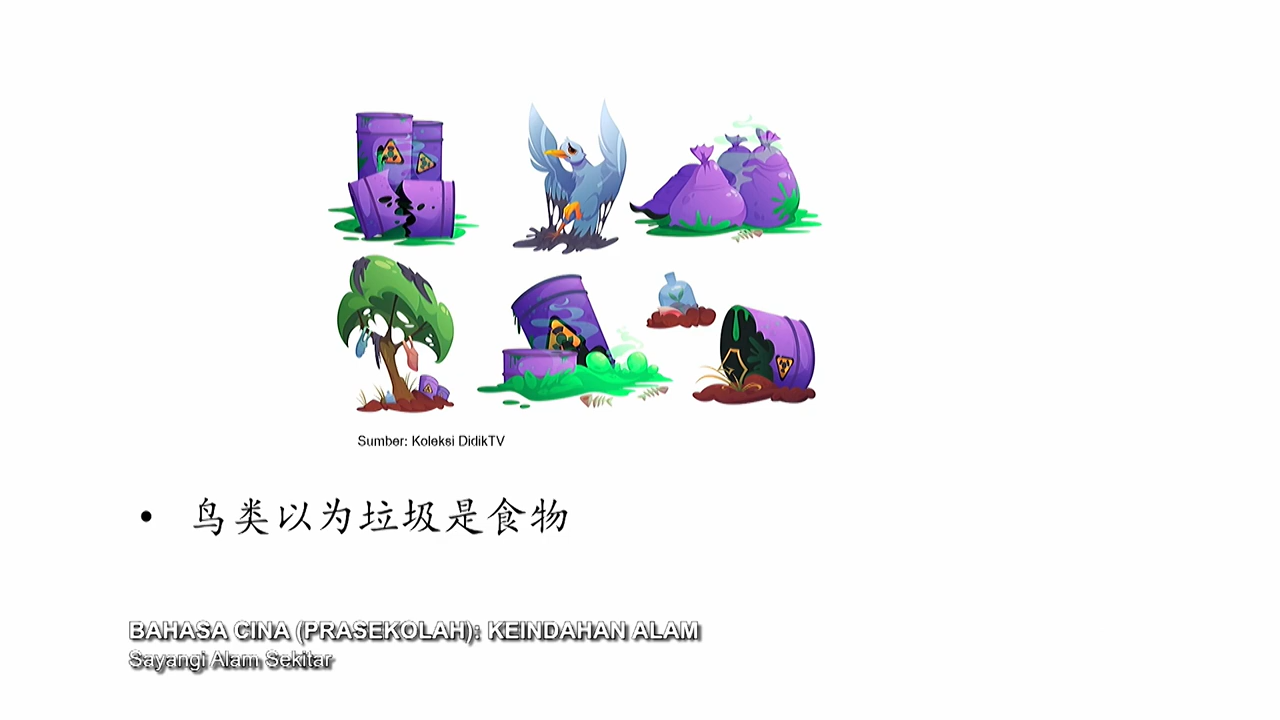 Sumber: Koleksi DidikTV
• 鸟类以为垃圾是食物
BAHASA CINA (PRASEKOLAH): KEINDAHAN ALAM
Sayangi Alam Sekitar